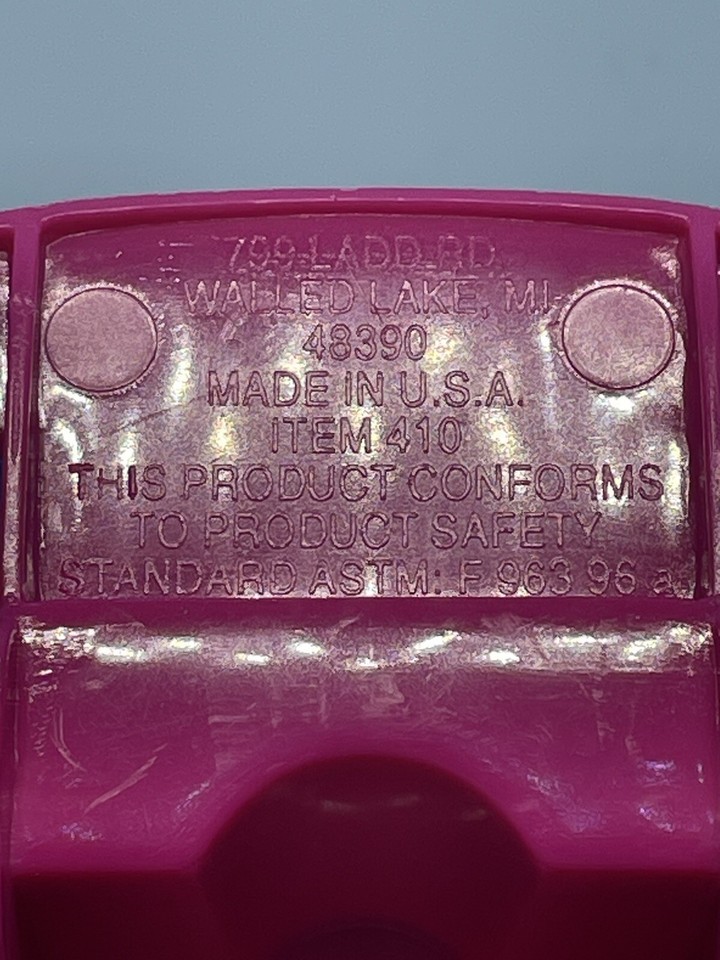 799 LADD RD.
WALLED LAKE, MI
48390
MADE IN U.S.A.
ITEM 410
THIS PRODUCT CONFORMS
TO PRODUCT SAFETY
STANDARD ASTM: F 963 96 a